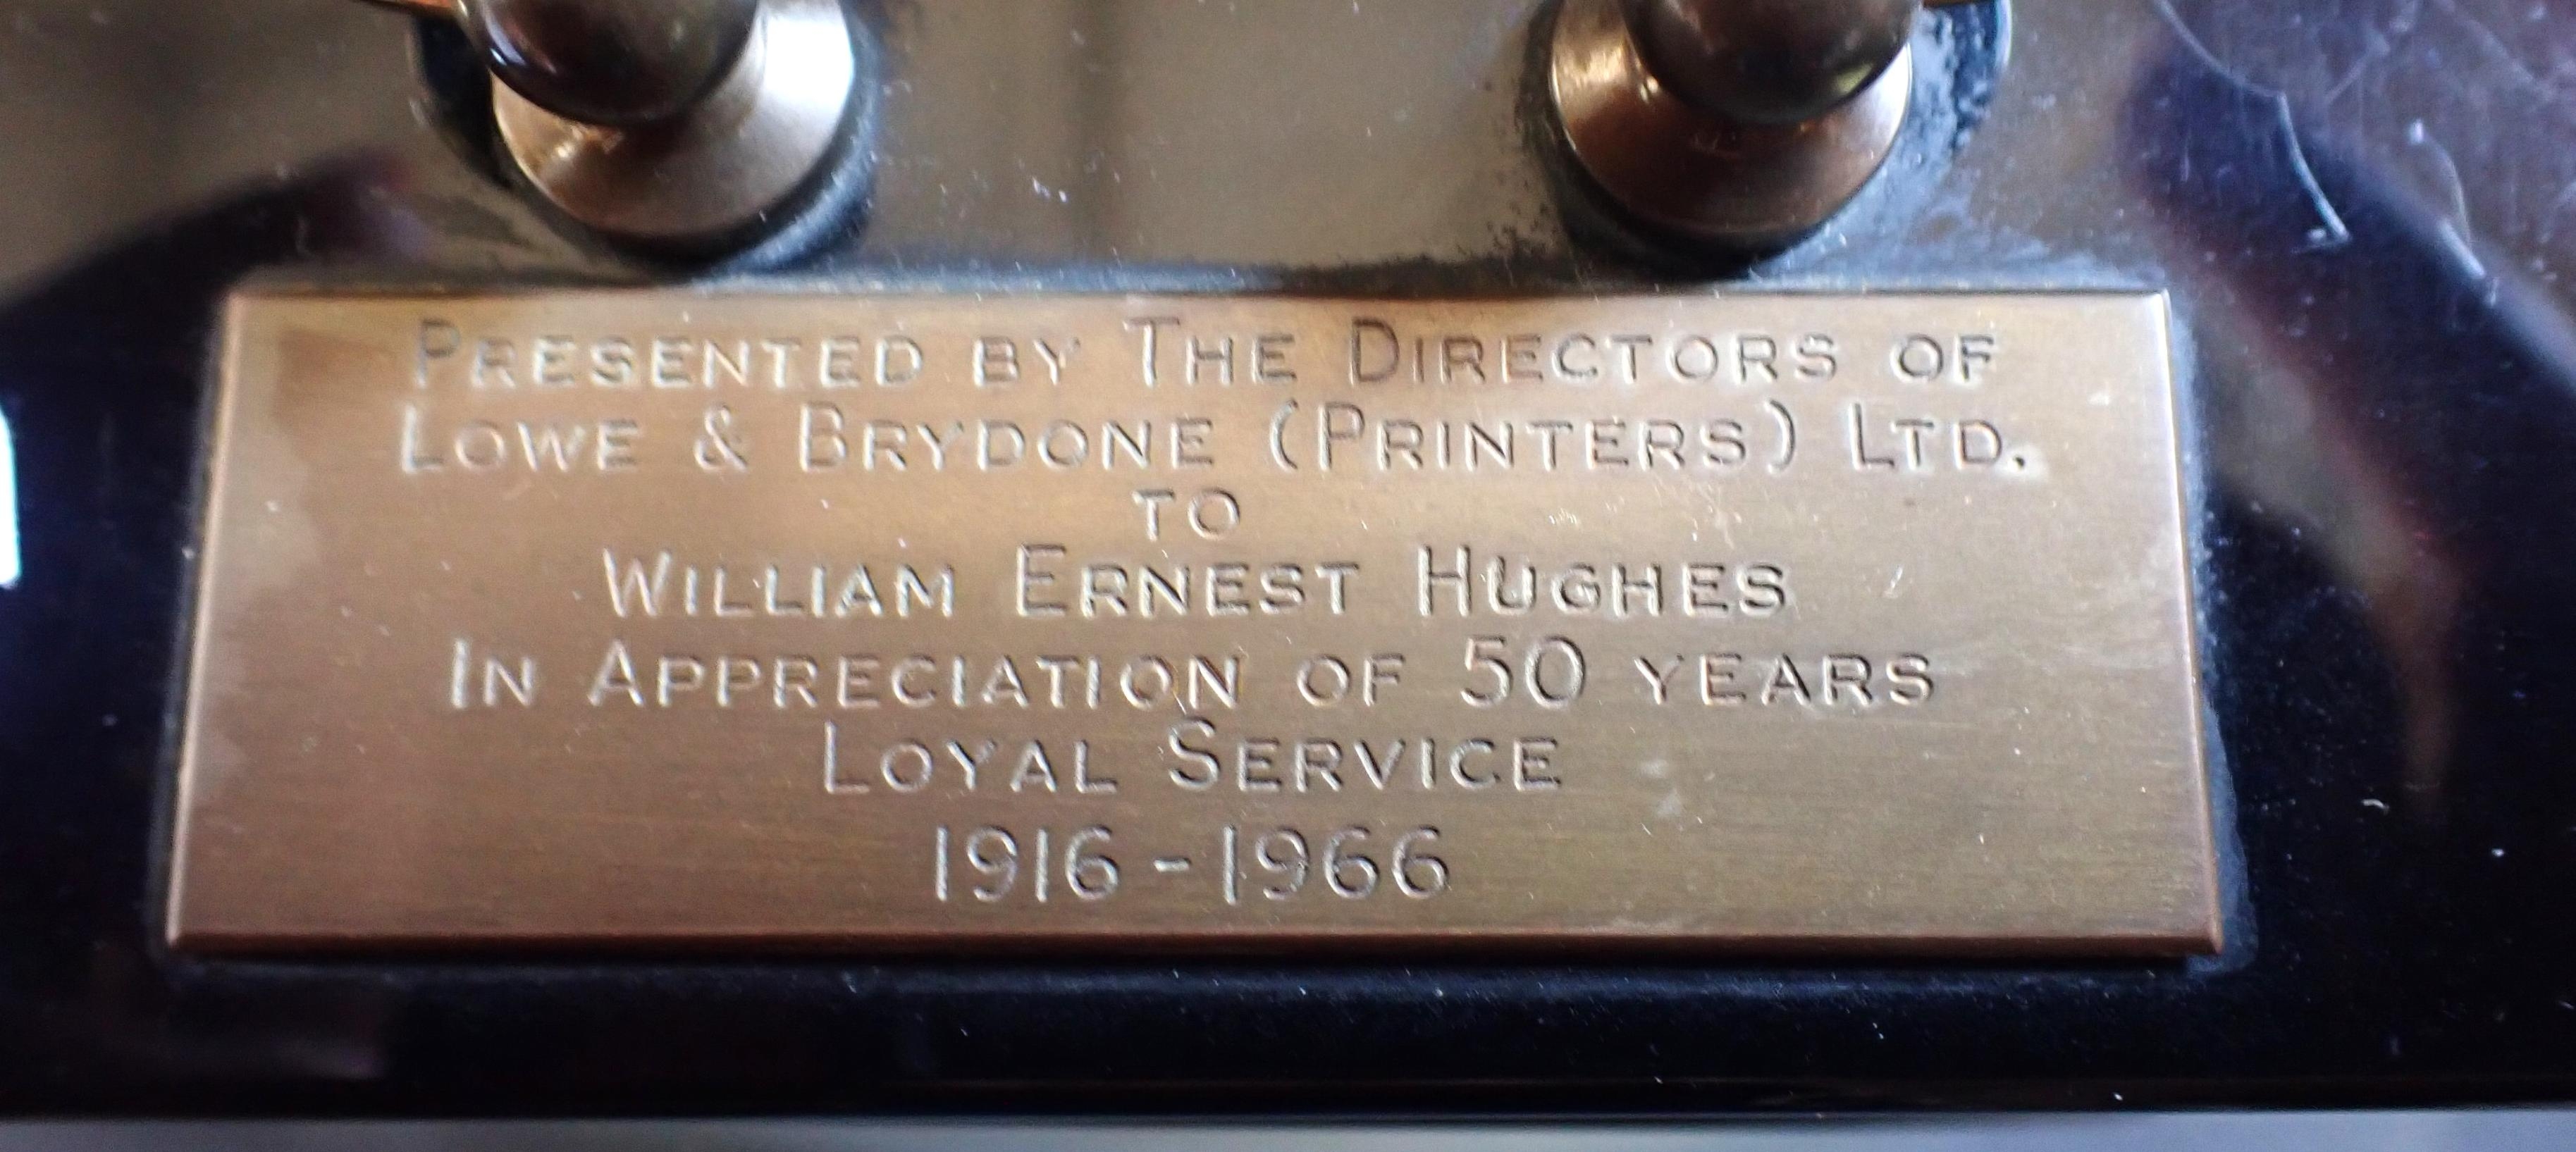 PRESENTED BY THE DIRECTORS OF
LOWE & BRYDONE (PRINTERS) LTD.
TO
WILLIAM ERNEST HUGHES
IN APPRECIATION OF 50 YEARS
LOYAL SERVICE
1916-1966